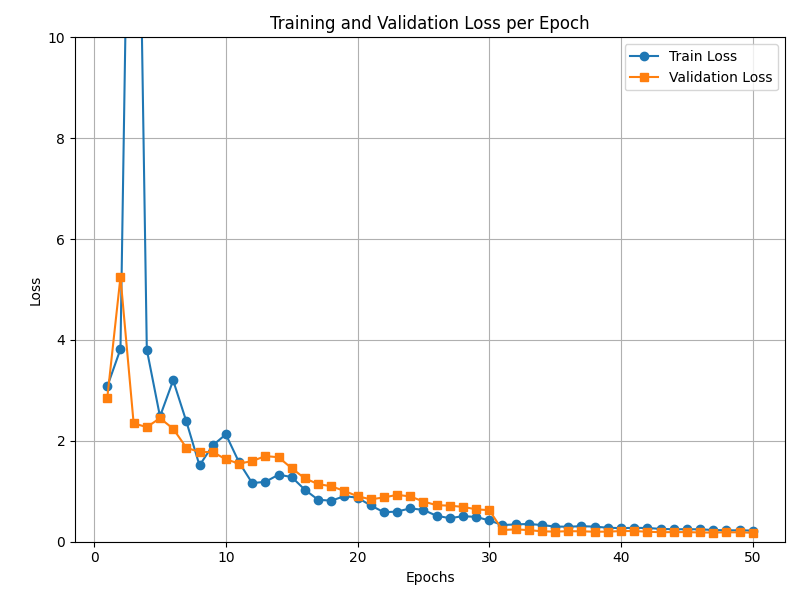 Training and Validation Loss per Epoch
10
8
6
4
2
0
Loss
Train Loss
Validation Loss
0 10 20 30 40 50
Epochs